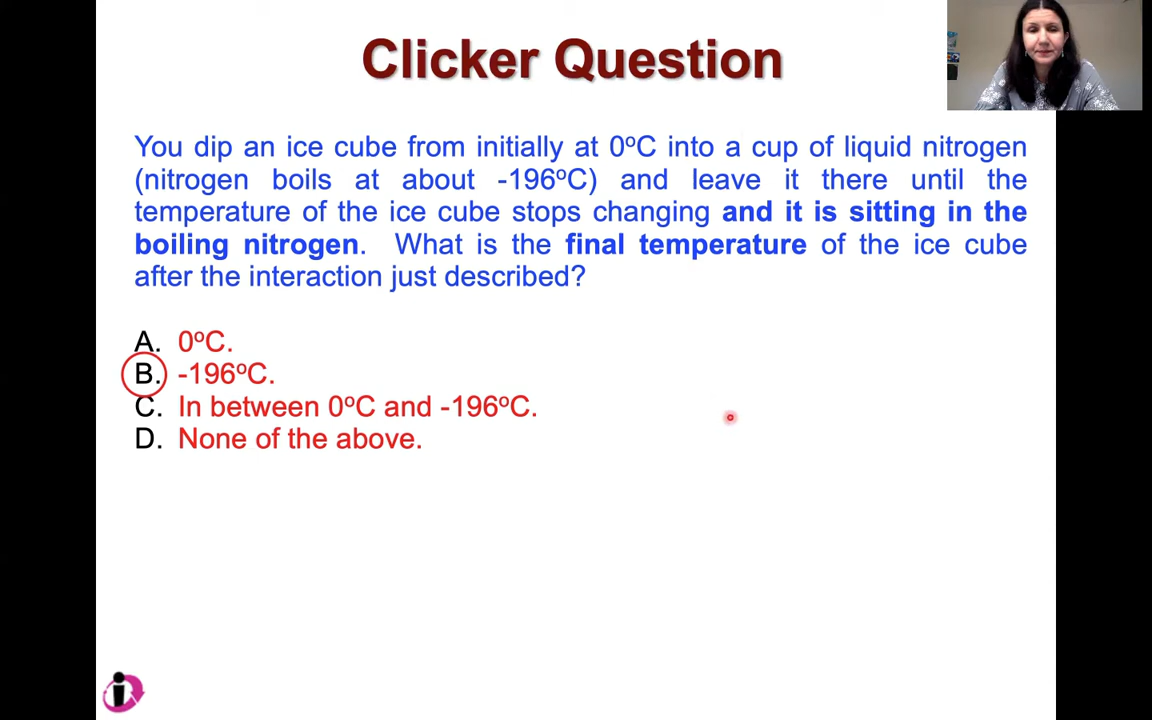 Clicker Question
You dip an ice cube from initially at 0ºC into a cup of liquid nitrogen
(nitrogen boils at about -196ºC) and leave it there until the
temperature of the ice cube stops changing and it is sitting in the
boiling nitrogen. What is the final temperature of the ice cube
after the interaction just described?
A. 0ºC.
B. -196ºC.
C. In between 0ºC and -196ºC.
D. None of the above.